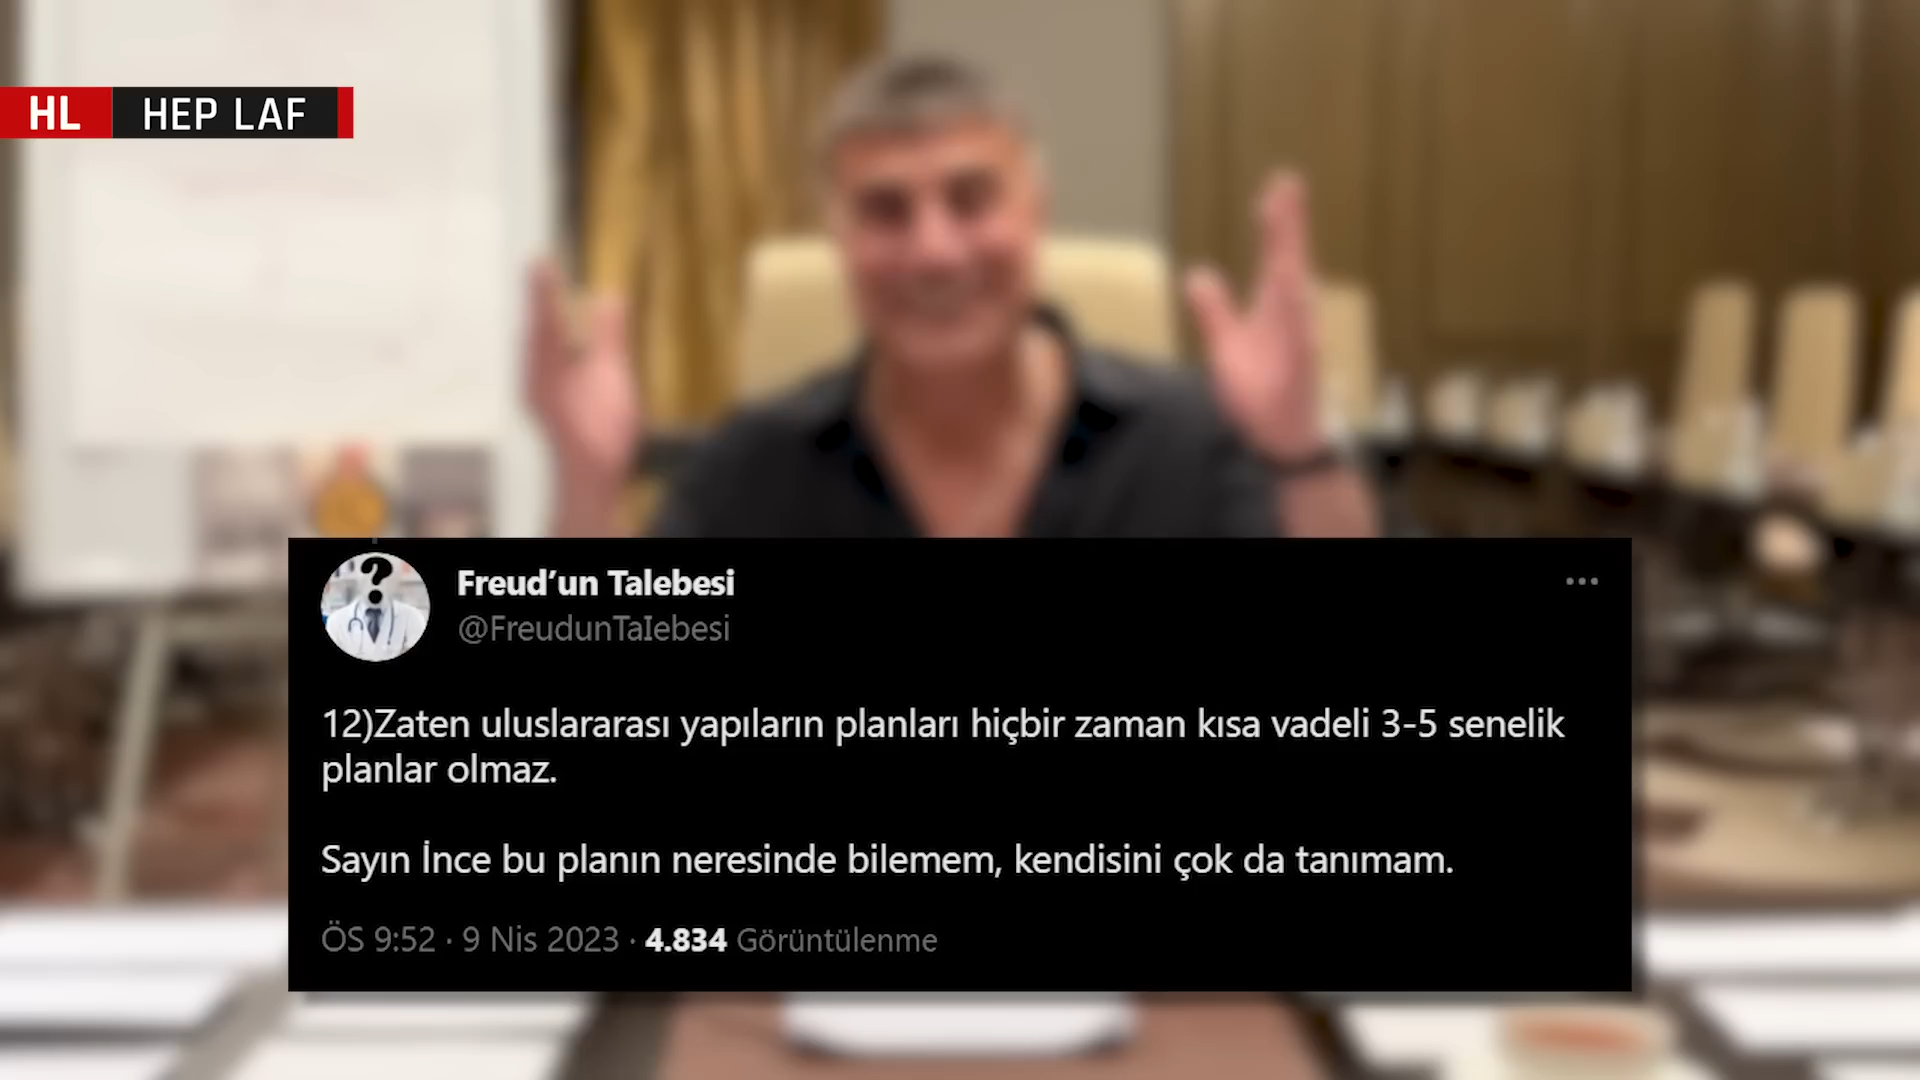 HL HEP LAF
Freud’un Talebesi
@FreudunTaIebesi
12)Zaten uluslararası yapıların planları hiçbir zaman kısa vadeli 3-5 senelik
planlar olmaz.
Sayın İnce bu planın neresinde bilemem, kendisini çok da tanımam.
ÖS 9:52 · 9 Nis 2023 · 4.834 Görüntülenme